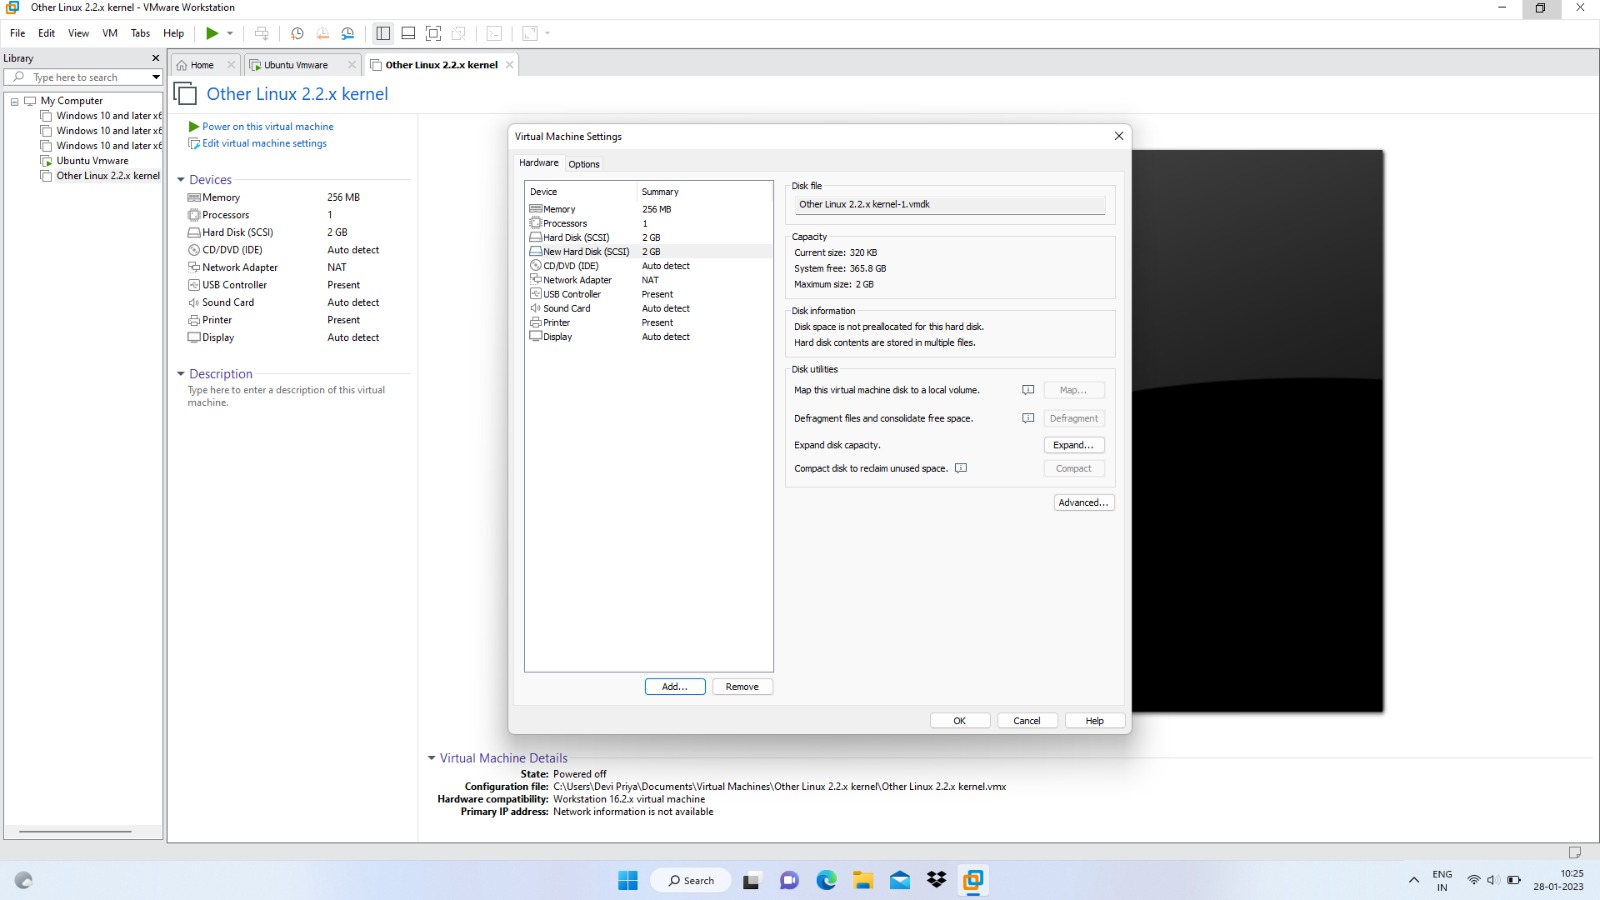 Other Linux 2.2.x kernel - VMware Workstation
File Edit View VM Tabs Help
Library
Type here to search
My Computer
Windows 10 and later x6
Windows 10 and later x6
Windows 10 and later x6
Ubuntu Vmware
Other Linux 2.2.x kernel
Home
Ubuntu Vmware
Other Linux 2.2.x kernel
Other Linux 2.2.x kernel
Power on this virtual machine
Edit virtual machine settings
Devices
Memory 256 MB
Processors 1
Hard Disk (SCSI) 2 GB
CD/DVD (IDE) Auto detect
Network Adapter NAT
USB Controller Present
Sound Card Auto detect
Printer Present
Display Auto detect
Description
Type here to enter a description of this virtual
machine.
Virtual Machine Settings
Hardware Options
Device Summary
Memory 256 MB
Processors 1
Hard Disk (SCSI) 2 GB
New Hard Disk (SCSI) 2 GB
CD/DVD (IDE) Auto detect
Network Adapter NAT
USB Controller Present
Sound Card Auto detect
Printer Present
Display Auto detect
Add... Remove
Disk file
Other Linux 2.2.x kernel-1.vmdk
Capacity
Current size: 320 KB
System free: 365.8 GB
Maximum size: 2 GB
Disk information
Disk space is not preallocated for this hard disk.
Hard disk contents are stored in multiple files.
Disk utilities
Map this virtual machine disk to a local volume. Map...
Defragment files and consolidate free space. Defragment
Expand disk capacity. Expand...
Compact disk to reclaim unused space. Compact
Advanced...
OK Cancel Help
Virtual Machine Details
State: Powered off
Configuration file: C:\Users\Devi Priya\Documents\Virtual Machines\Other Linux 2.2.x kernel\Other Linux 2.2.x kernel.vmx
Hardware compatibility: Workstation 16.2.x virtual machine
Primary IP address: Network information is not available
Search
ENG
IN
10:25
28-01-2023